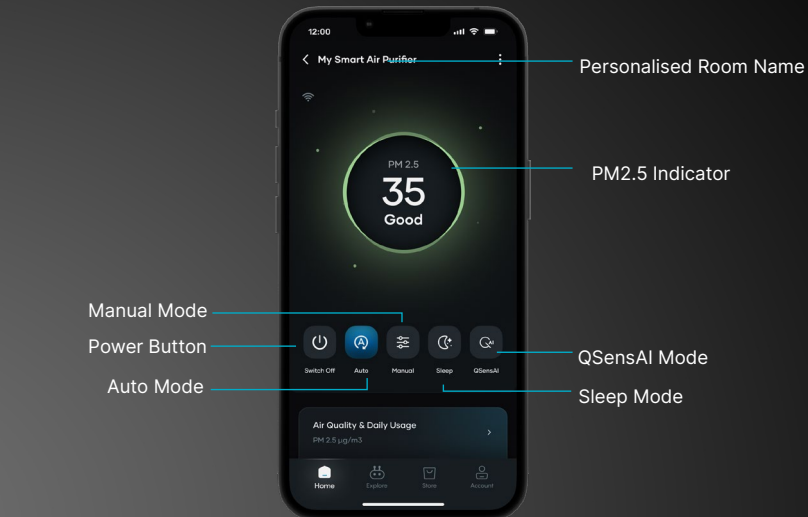 12:00
My Smart Air Purifier
Personalised Room Name
PM 2.5
35
Good
PM2.5 Indicator
Manual Mode
Power Button
Auto Mode
Switch Off
Auto
Manual
Sleep
AI
QSensAI
QSensAI Mode
Sleep Mode
Air Quality & Daily Usage
PM 2.5 µg/m3
Home
Explore
Store
Account